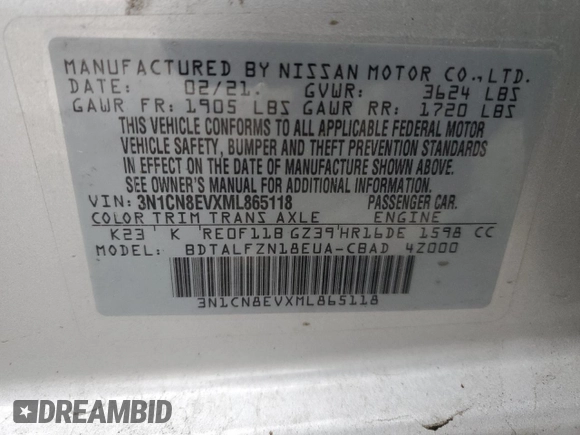 MANUFACTURED BY NISSAN MOTOR CO.,LTD.
DATE: 02/21. GVWR: 3624 LBS
GAWR FR: 1905 LBS GAWR RR: 1720 LBS
THIS VEHICLE CONFORMS TO ALL APPLICABLE FEDERAL MOTOR
VEHICLE SAFETY, BUMPER AND THEFT PREVENTION STANDARDS
IN EFFECT ON THE DATE OF MANUFACTURE SHOWN ABOVE.
SEE OWNER'S MANUAL FOR ADDITIONAL INFORMATION.
VIN: 3N1CN8EVXML865118 PASSENGER CAR.
COLOR TRIM TRANS AXLE ENGINE
K23 K RE0F11B GZ39 HR16DE 1598 CC
MODEL: BDTALFZN18EUA-CBAD 4Z000
3N1CN8EVXML865118
DREAMBID